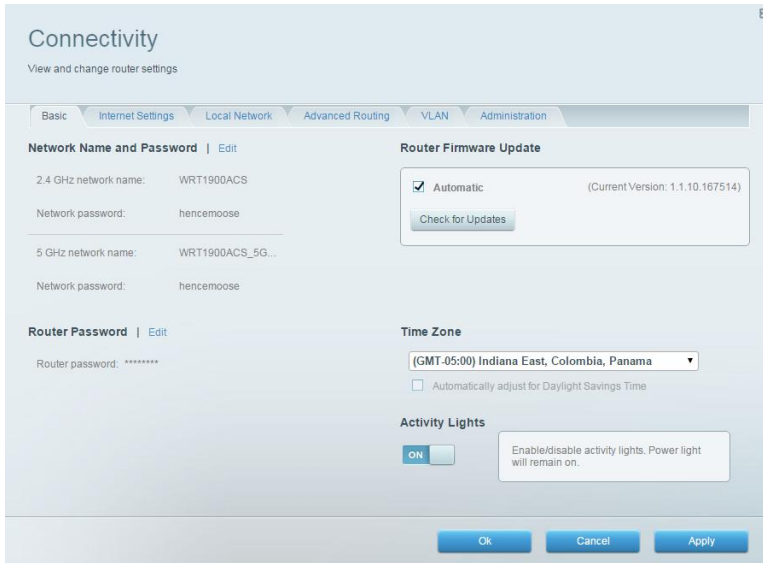 Connectivity
View and change router settings
Basic Internet Settings Local Network Advanced Routing VLAN Administration
Network Name and Password | Edit
2.4 GHz network name: WRT1900ACS
Network password: hencemoose
5 GHz network name: WRT1900ACS_5G...
Network password: hencemoose
Router Password | Edit
Router password: ********
Router Firmware Update
Automatic (Current Version: 1.1.10.167514)
Check for Updates
Time Zone
(GMT-05:00) Indiana East, Colombia, Panama
Automatically adjust for Daylight Savings Time
Activity Lights
ON
Enable/disable activity lights. Power light
will remain on.
Ok Cancel Apply